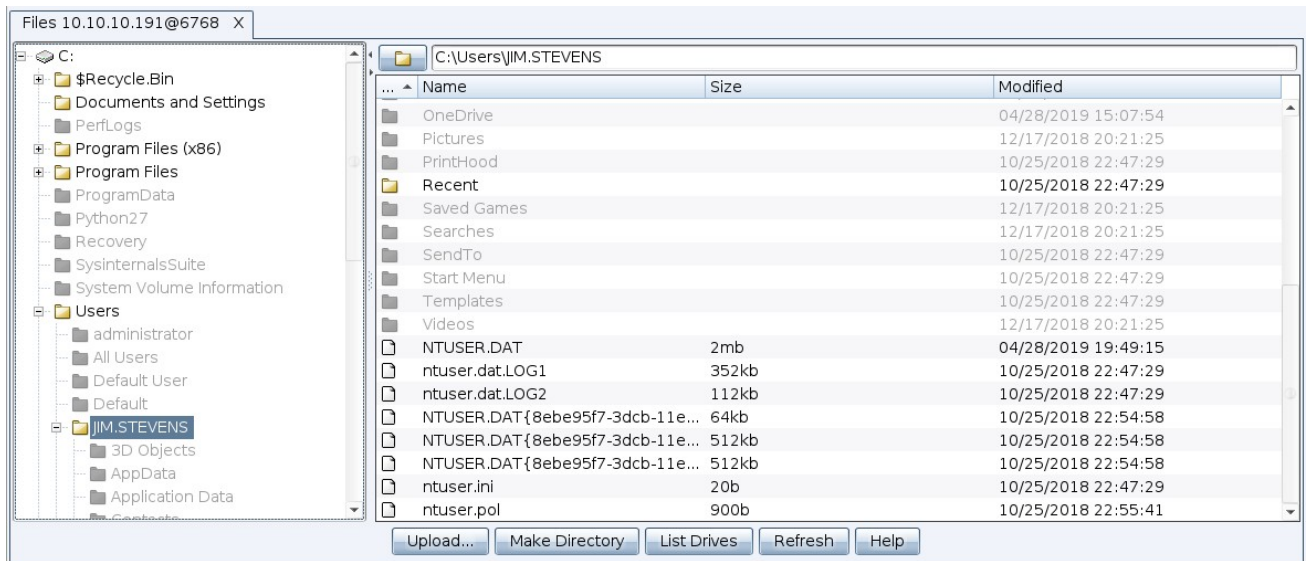 Files 10.10.10.191@6768 X
C:
$Recycle.Bin
Documents and Settings
PerfLogs
Program Files (x86)
Program Files
ProgramData
Python27
Recovery
SysinternalsSuite
System Volume Information
Users
administrator
All Users
Default User
Default
JIM.STEVENS
3D Objects
AppData
Application Data
C:\Users\JIM.STEVENS
... Name Size Modified
OneDrive 04/28/2019 15:07:54
Pictures 12/17/2018 20:21:25
PrintHood 10/25/2018 22:47:29
Recent 10/25/2018 22:47:29
Saved Games 12/17/2018 20:21:25
Searches 12/17/2018 20:21:25
SendTo 10/25/2018 22:47:29
Start Menu 10/25/2018 22:47:29
Templates 10/25/2018 22:47:29
Videos 12/17/2018 20:21:25
NTUSER.DAT 2mb 04/28/2019 19:49:15
ntuser.dat.LOG1 352kb 10/25/2018 22:47:29
ntuser.dat.LOG2 112kb 10/25/2018 22:47:29
NTUSER.DAT{8ebe95f7-3dcb-11e... 64kb 10/25/2018 22:54:58
NTUSER.DAT{8ebe95f7-3dcb-11e... 512kb 10/25/2018 22:54:58
NTUSER.DAT{8ebe95f7-3dcb-11e... 512kb 10/25/2018 22:54:58
ntuser.ini 20b 10/25/2018 22:47:29
ntuser.pol 900b 10/25/2018 22:55:41
Upload... Make Directory List Drives Refresh Help